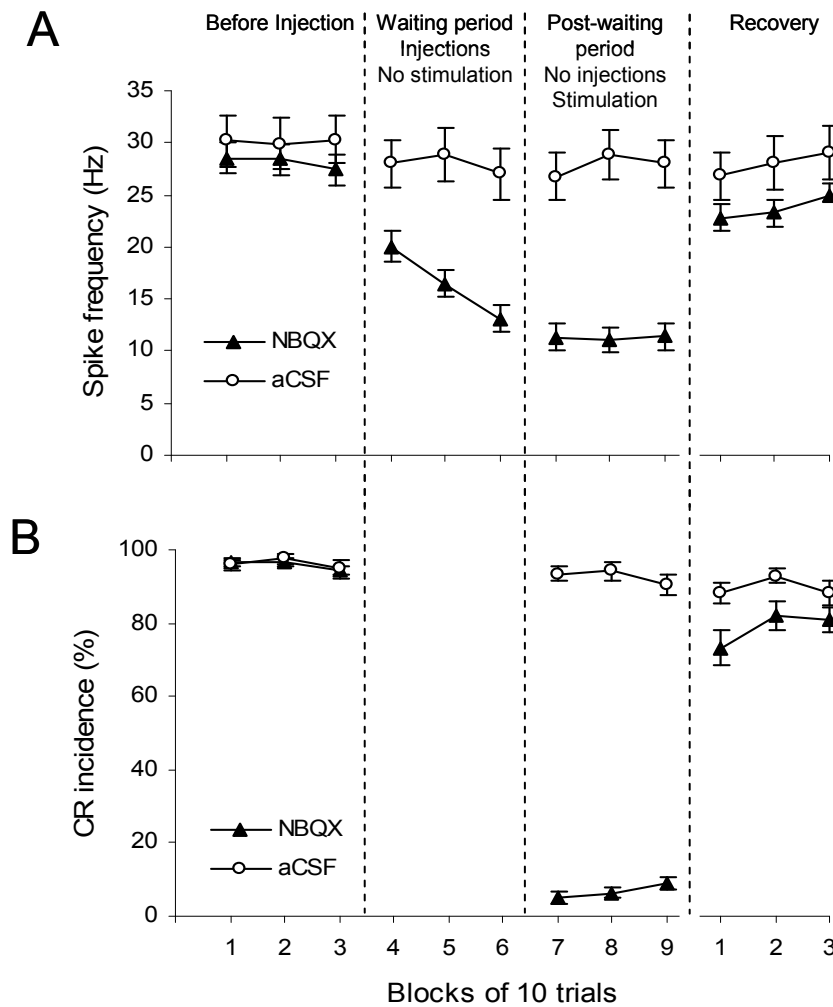 A
Before Injection
Waiting period
Injections
No stimulation
Post-waiting
period
No injections
Stimulation
Recovery
Spike frequency (Hz)
35
30
25
20
15
10
5
0
NBQX
aCSF
B
CR incidence (%)
100
80
60
40
20
0
NBQX
aCSF
1 2 3 4 5 6 7 8 9 1 2 3
Blocks of 10 trials